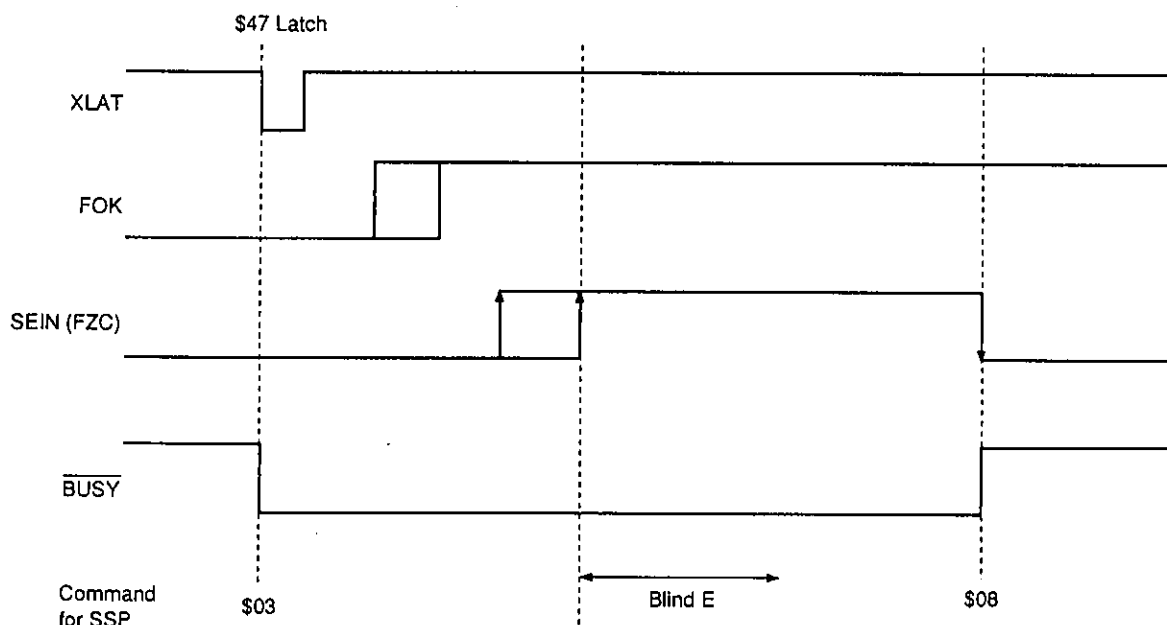 $47 Latch
XLAT
FOK
SEIN (FZC)
BUSY
Command
for SSP
$03
Blind E
$08